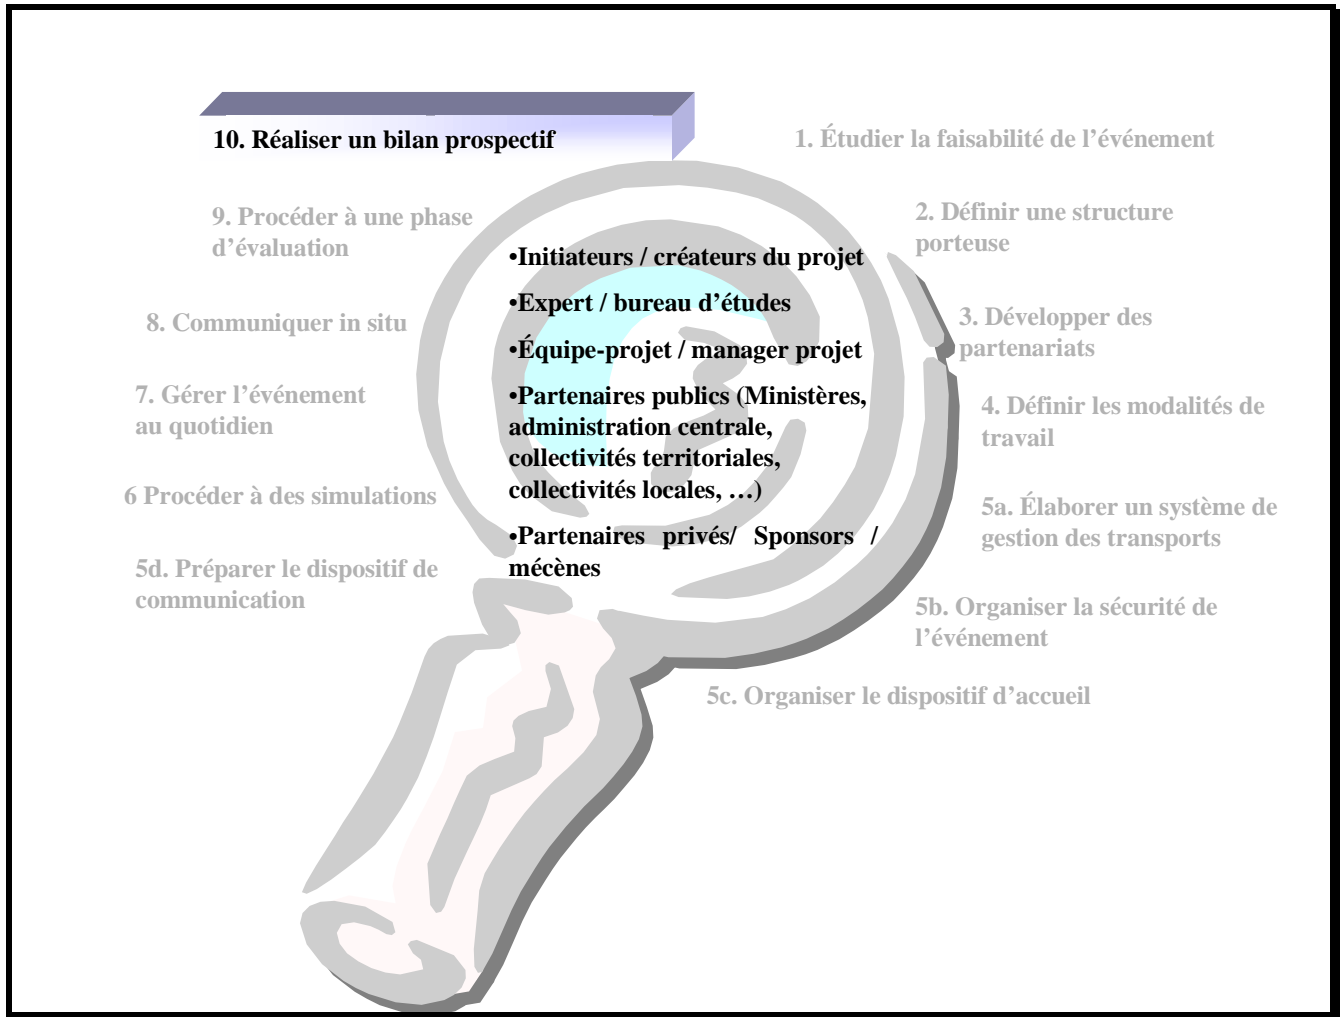 10. Réaliser un bilan prospectif
1. Étudier la faisabilité de l’événement
9. Procéder à une phase
d’évaluation
2. Définir une structure
porteuse
•Initiateurs / créateurs du projet
•Expert / bureau d’études
8. Communiquer in situ
3. Développer des
partenariats
•Équipe-projet / manager projet
7. Gérer l’événement
au quotidien
•Partenaires publics (Ministères,
administration centrale,
collectivités territoriales,
collectivités locales, …)
4. Définir les modalités de
travail
6 Procéder à des simulations
5a. Élaborer un système de
gestion des transports
•Partenaires privés/ Sponsors /
mécènes
5d. Préparer le dispositif de
communication
5b. Organiser la sécurité de
l’événement
5c. Organiser le dispositif d’accueil